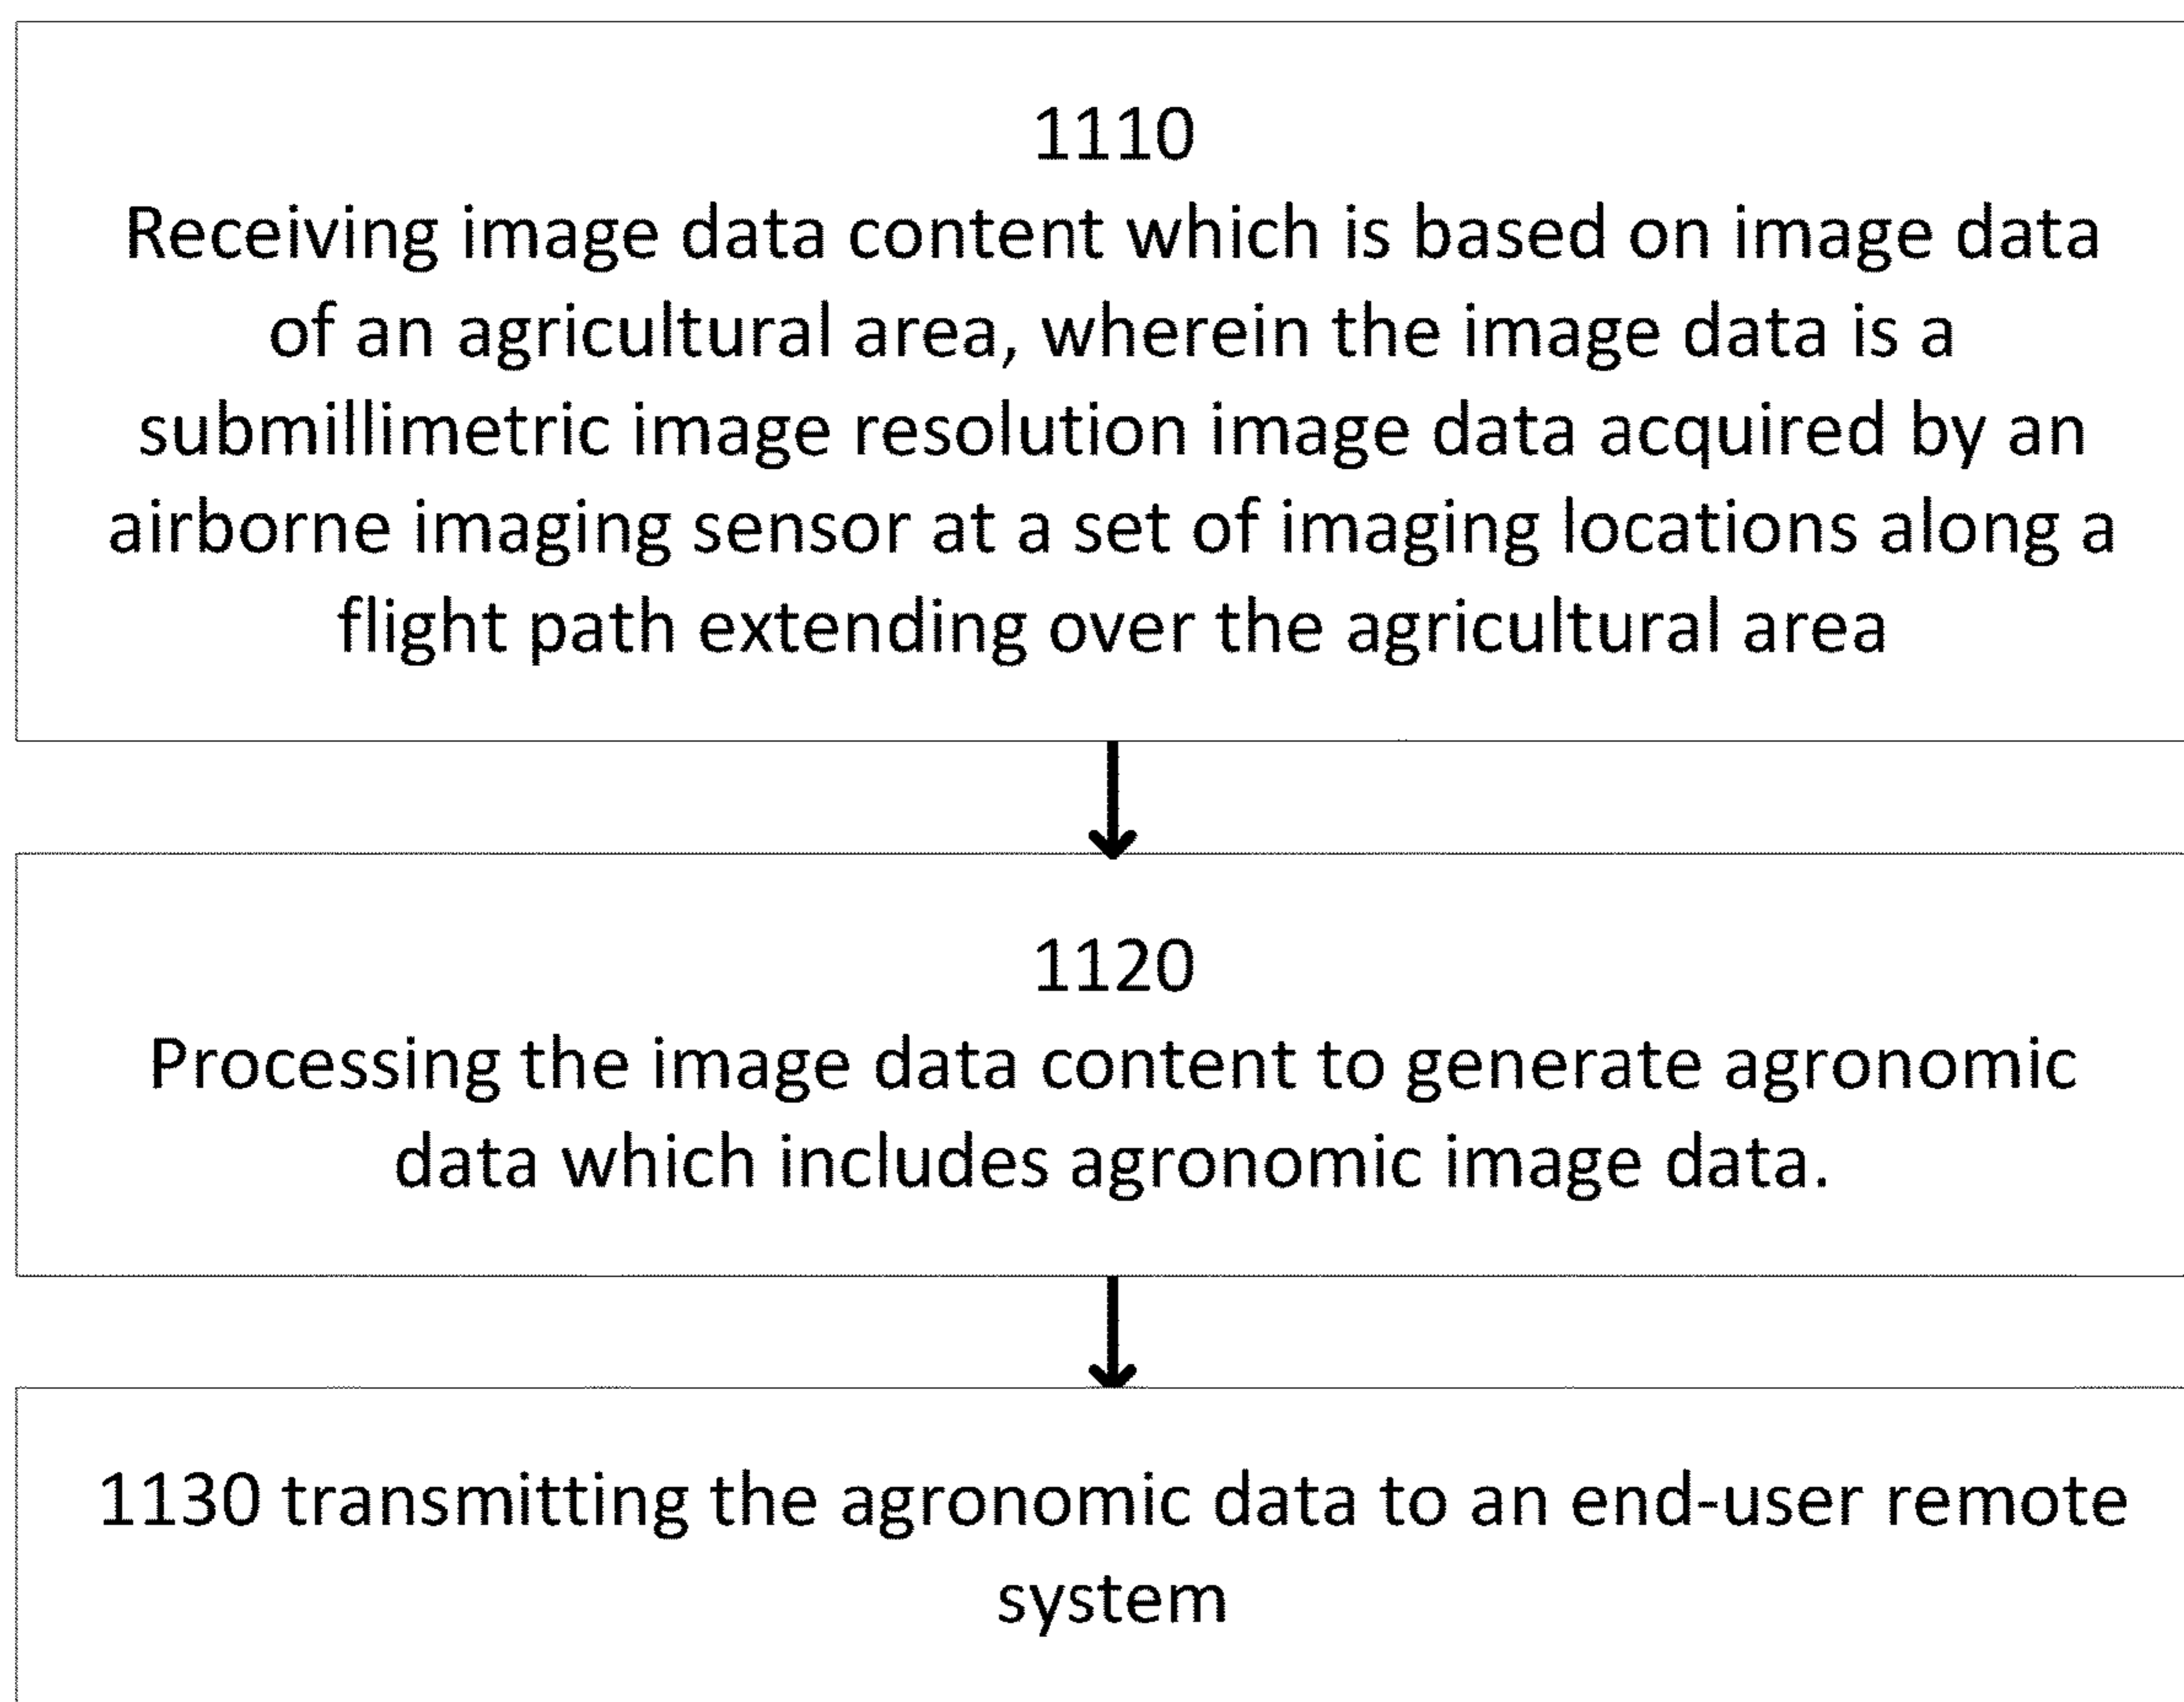 1110
Receiving image data content which is based on image data
of an agricultural area, wherein the image data is a
submillimetric image resolution image data acquired by an
airborne imaging sensor at a set of imaging locations along a
flight path extending over the agricultural area
1120
Processing the image data content to generate agronomic
data which includes agronomic image data.
1130 transmitting the agronomic data to an end-user remote
system